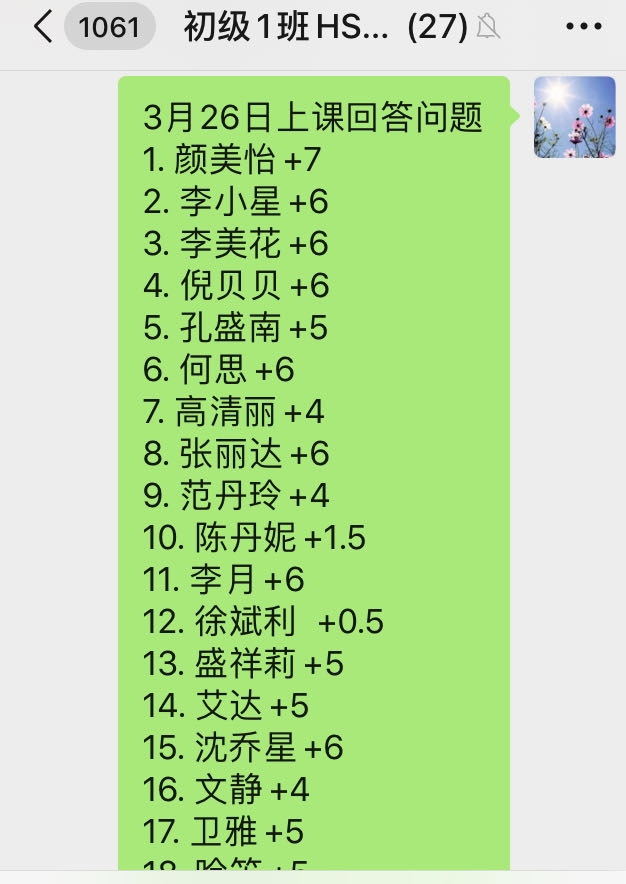 1061
初级1班HS... (27)
3月26日上课回答问题
1. 颜美怡+7
2. 李小星+6
3. 李美花+6
4. 倪贝贝+6
5. 孔盛南+5
6. 何思+6
7. 高清丽+4
8. 张丽达+6
9. 范丹玲+4
10. 陈丹妮+1.5
11. 李月+6
12. 徐斌利 +0.5
13. 盛祥莉+5
14. 艾达+5
15. 沈乔星+6
16. 文静+4
17. 卫雅+5
18. +5